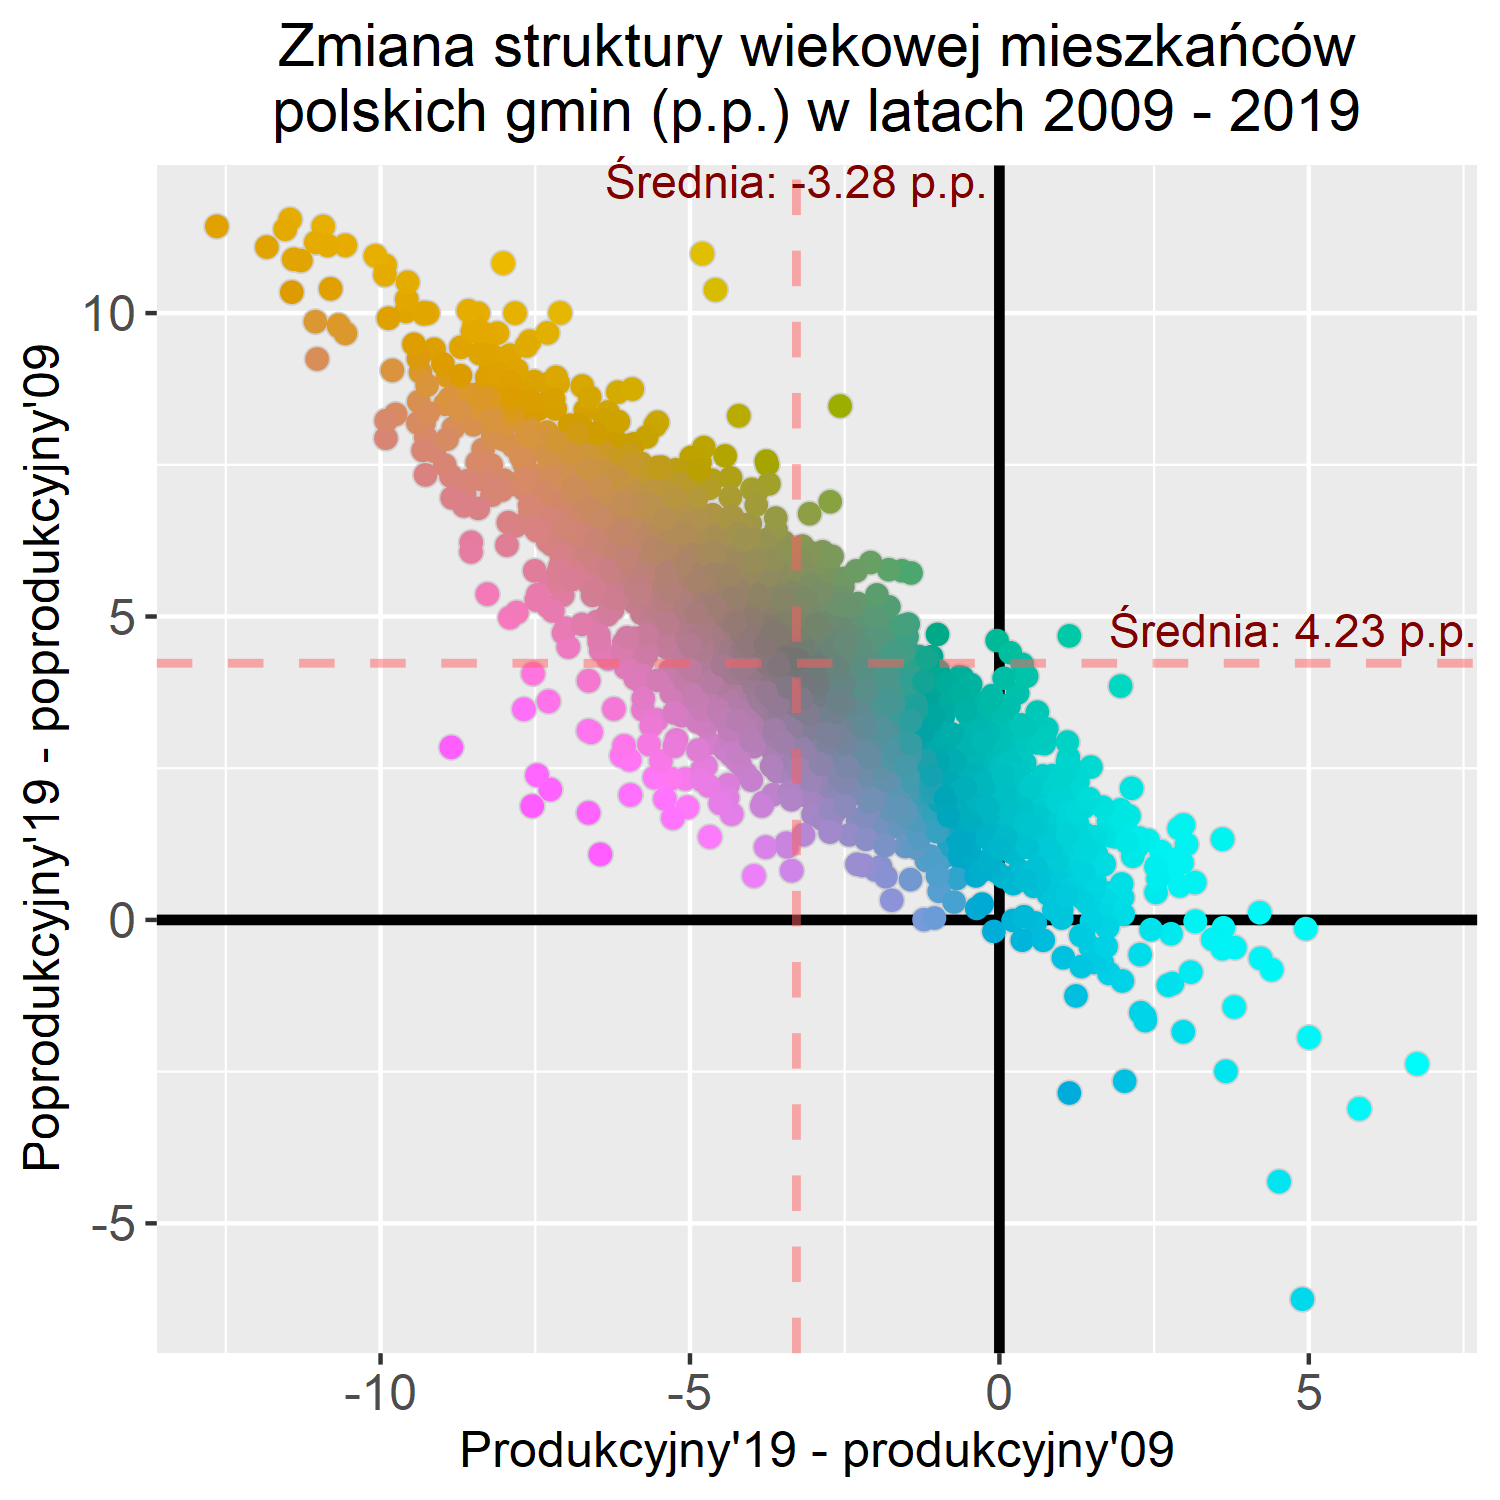 Zmiana struktury wiekowej mieszkańców
polskich gmin (p.p.) w latach 2009 - 2019
Średnia: -3.28 p.p.
10
5
0
-5
Średnia: 4.23 p.p.
Poprodukcyjny'19 - poprodukcyjny'09
-10
-5
0
5
Produkcyjny'19 - produkcyjny'09